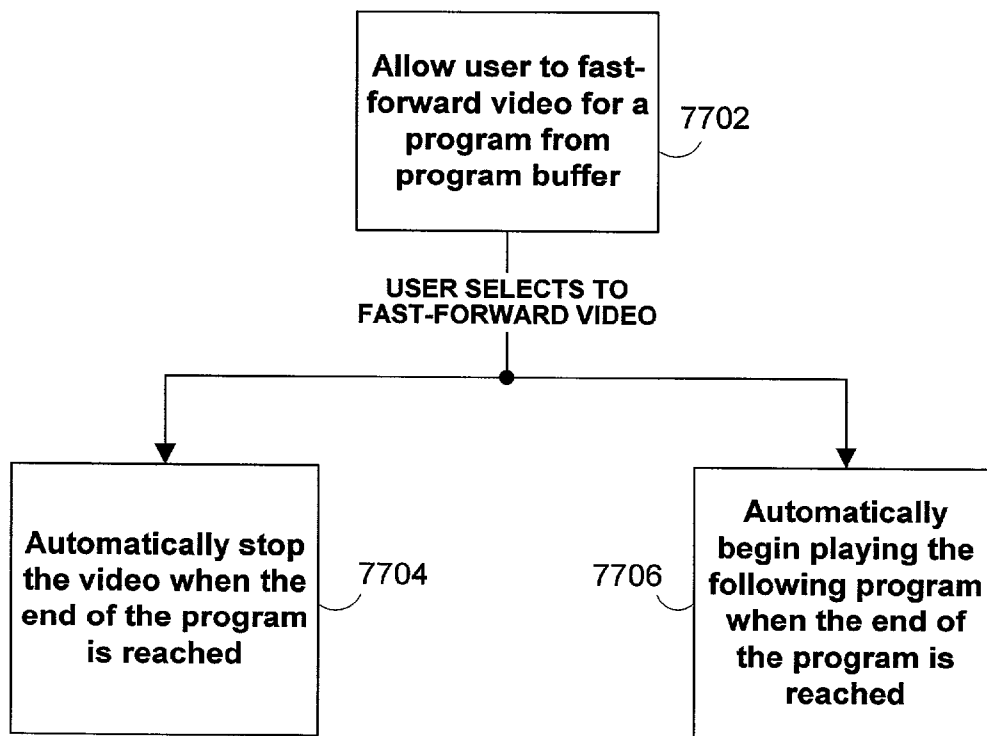 Allow user to fast-
forward video for a
program from
program buffer
7702
USER SELECTS TO
FAST-FORWARD VIDEO
Automatically stop
the video when the
end of the program
is reached
7704
7706
Automatically
begin playing the
following program
when the end of
the program is
reached